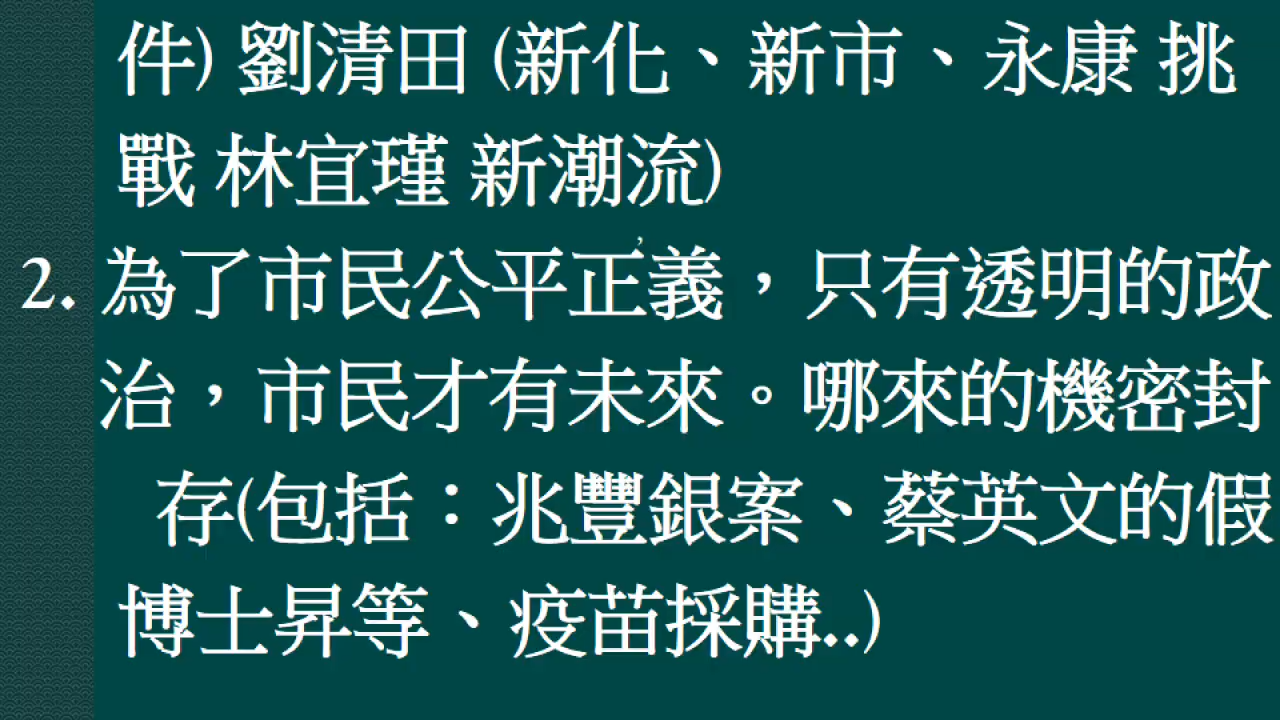 件) 劉清田 (新化、新市、永康 挑
戰 林宜瑾 新潮流)
2. 為了市民公平正義，只有透明的政
治，市民才有未來。哪來的機密封
存(包括：兆豐銀案、蔡英文的假
博士昇等、疫苗採購..)